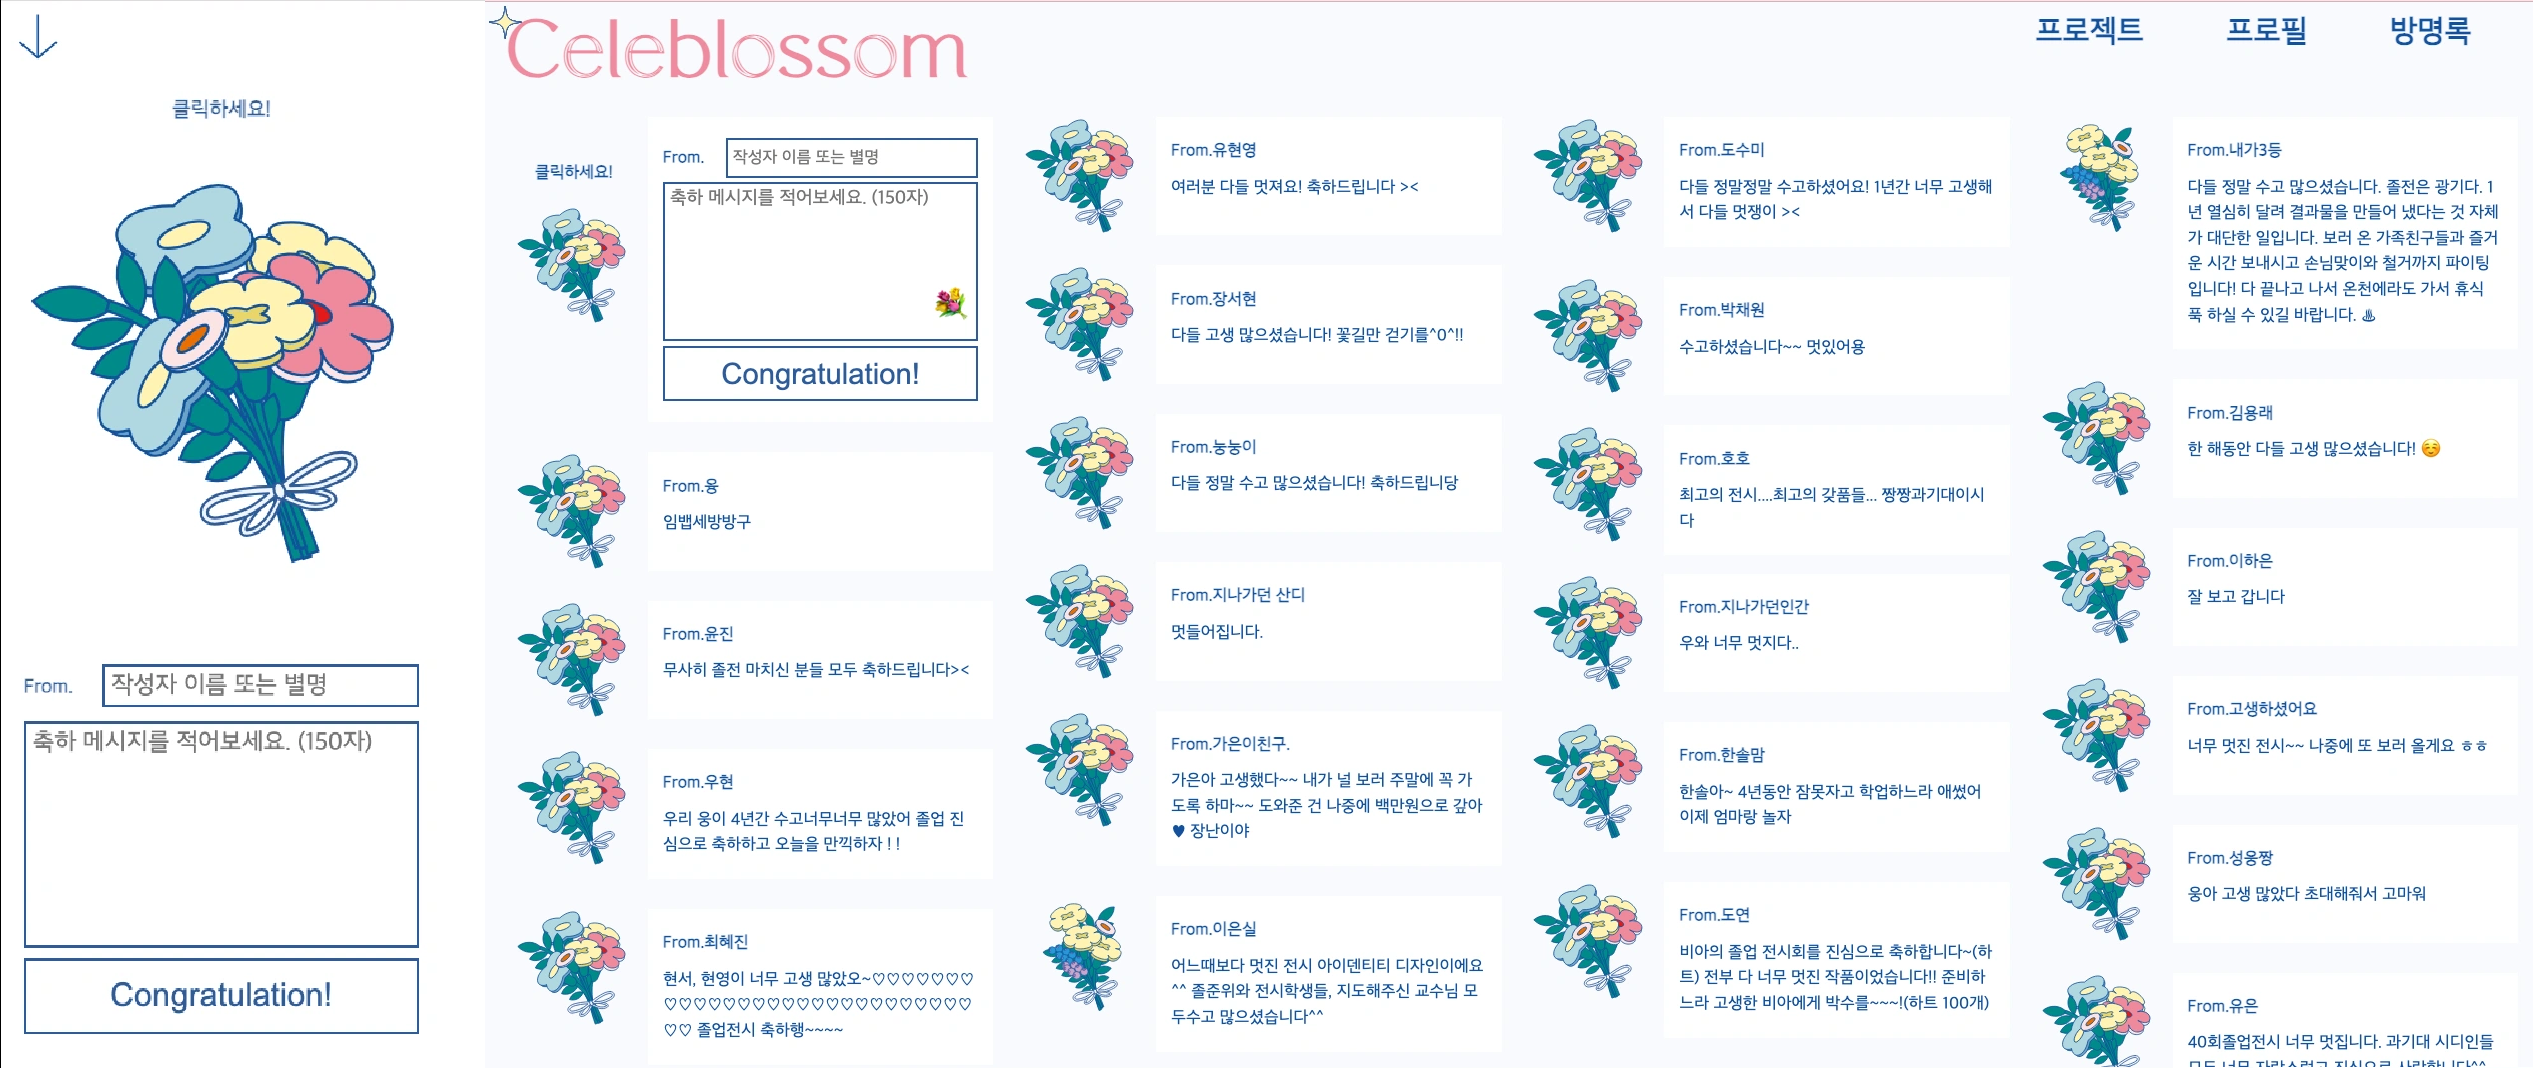 클릭하세요!
From. 작성자 이름 또는 별명
축하 메시지를 적어보세요. (150자)
Congratulation!
Celeblossom
프로젝트 프로필 방명록
클릭하세요!
From. 작성자 이름 또는 별명
축하 메시지를 적어보세요. (150자)
Congratulation!
From.융
임뱁세방방구
From.윤진
무사히 졸전 마치신 분들 모두 축하드립니다><
From.우현
우리 웅이 4년간 수고너무너무 많았어 졸업 진
심으로 축하하고 오늘을 만끽하자 ! !
From.최혜진
현서, 현영이 너무 고생 많았오~♡♡♡♡♡♡♡
♡♡♡♡♡♡♡♡♡♡♡♡♡♡♡♡♡♡♡♡♡
♡♡ 졸업전시 축하행~~~~
From.유현영
여러분 다들 멋져요! 축하드립니다 ><
From.장서현
다들 고생 많으셨습니다! 꽃길만 걷기를^0^!!
From.눙눙이
다들 정말 수고 많으셨습니다! 축하드립니당
From.지나가던 산디
멋들어집니다.
From.가은이친구.
가은아 고생했다~~ 내가 널 보러 주말에 꼭 가
도록 하마~~ 도와준 건 나중에 백만원으로 갚아
♥ 장난이야
From.이은실
어느때보다 멋진 전시 아이덴티티 디자인이에요
^^ 졸준위와 전시학생들, 지도해주신 교수님 모
두수고 많으셨습니다^^
From.도수미
다들 정말정말 수고하셨어요! 1년간 너무 고생해
서 다들 멋쟁이 ><
From.박채원
수고하셨습니다~~ 멋있어용
From.호호
최고의 전시....최고의 갖품들... 짱짱과기대이시
다
From.지나가던인간
우와 너무 멋지다..
From.한솔맘
한솔아~ 4년동안 잠못자고 학업하느라 애썼어
이제 엄마랑 놀자
From.도연
비아의 졸업 전시회를 진심으로 축하합니다~(하
트) 전부 다 너무 멋진 작품이었습니다!! 준비하
느라 고생한 비아에게 박수를~~~!(하트 100개)
From.내가3등
다들 정말 수고 많으셨습니다. 졸전은 광기다. 1
년 열심히 달려 결과물을 만들어 냈다는 것 자체
가 대단한 일입니다. 보러 온 가족친구들과 즐거
운 시간 보내시고 손님맞이와 철거까지 파이팅
입니다! 다 끝나고 나서 온천에라도 가서 휴식
푹 하실 수 있길 바랍니다. ♨
From.김용래
한 해동안 다들 고생 많으셨습니다! ☺️
From.이하은
잘 보고 갑니다
From.고생하셨어요
너무 멋진 전시~~ 나중에 또 보러 올게요 ㅎㅎ
From.성웅짱
웅아 고생 많았다 초대해줘서 고마워
From.유은
40회졸업전시 너무 멋집니다. 과기대 시디인들